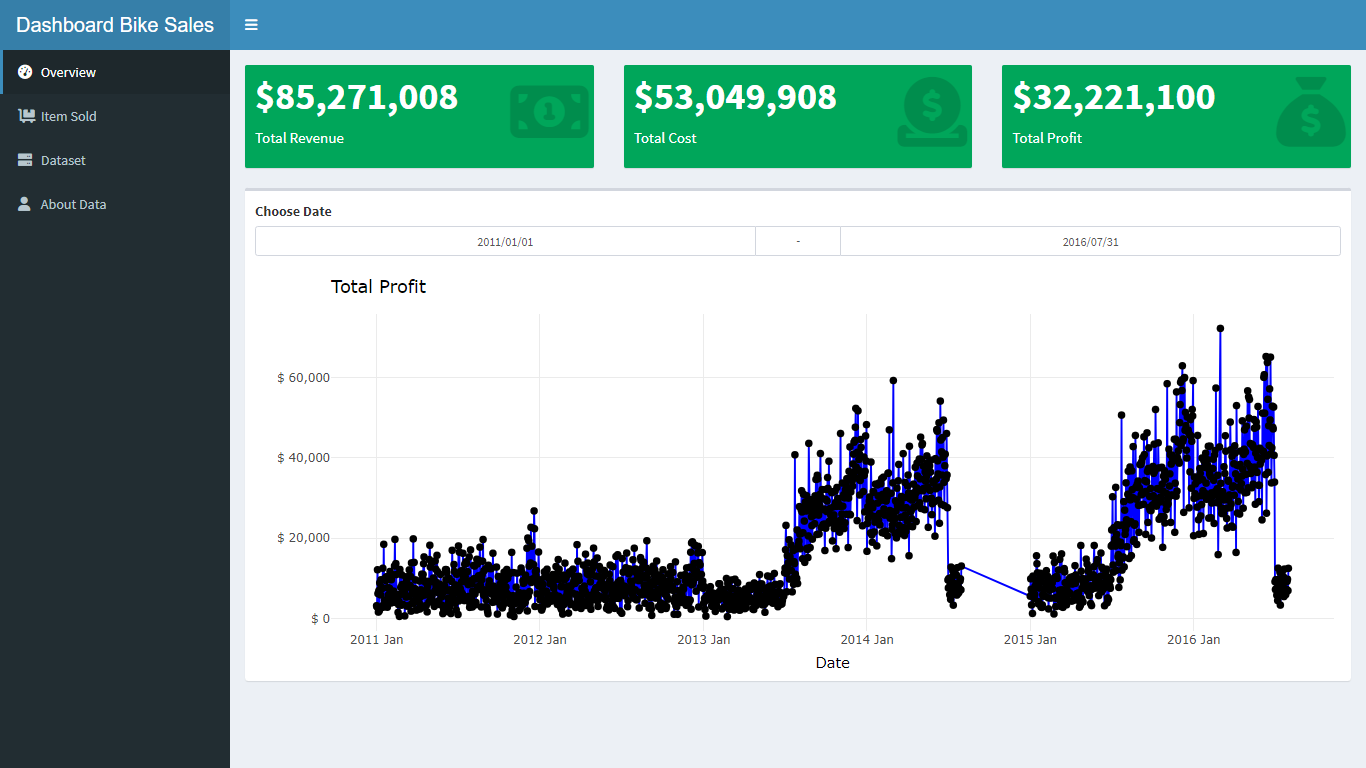 Dashboard Bike Sales
Overview
Item Sold
Dataset
About Data
$85,271,008
Total Revenue
1
$53,049,908
Total Cost
$
$32,221,100
Total Profit
$
Choose Date
2011/01/01 - 2016/07/31
Total Profit
$ 60,000
$ 40,000
$ 20,000
$ 0
2011 Jan 2012 Jan 2013 Jan 2014 Jan 2015 Jan 2016 Jan
Date